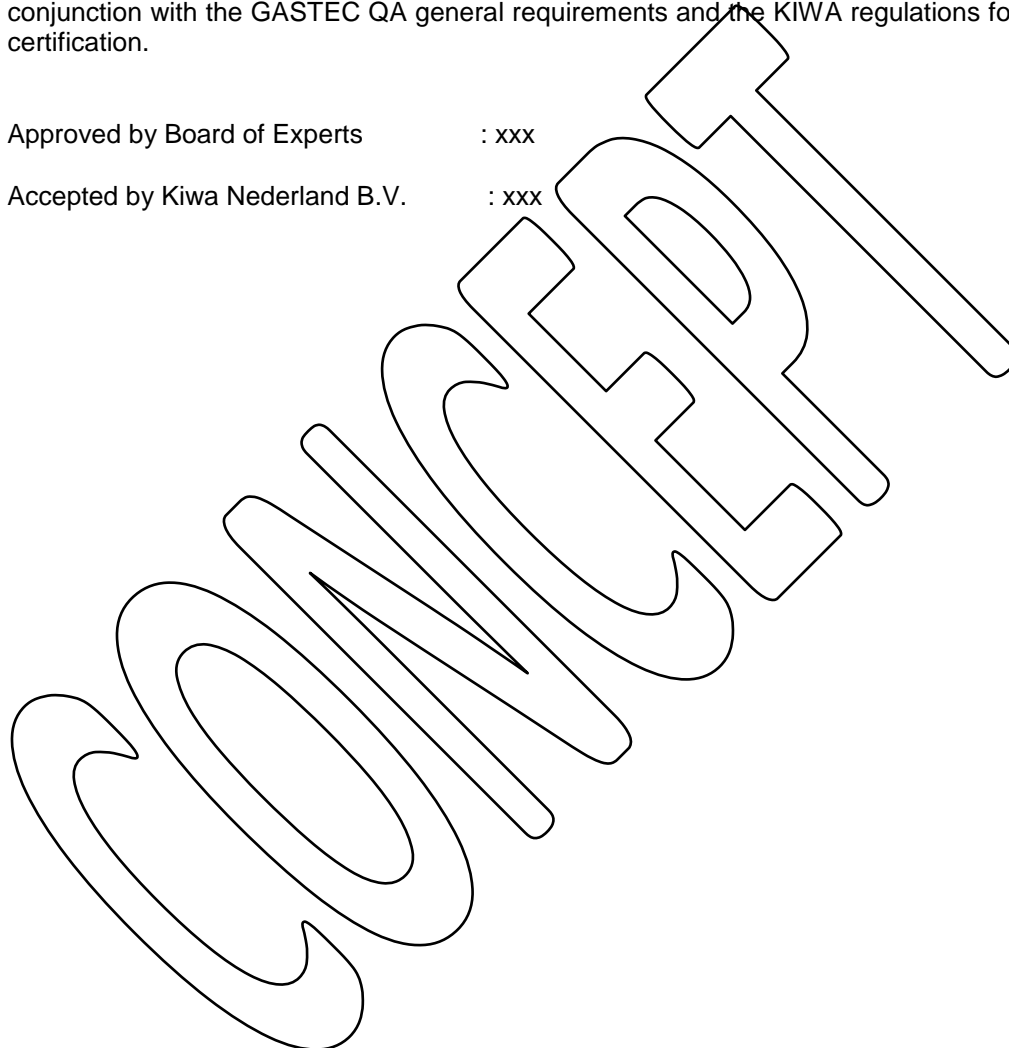 conjunction with the GASTEC QA general requirements and the KIWA regulations fo
certification.
Approved by Board of Experts : xxx
Accepted by Kiwa Nederland B.V. : xxx
CONCEPT